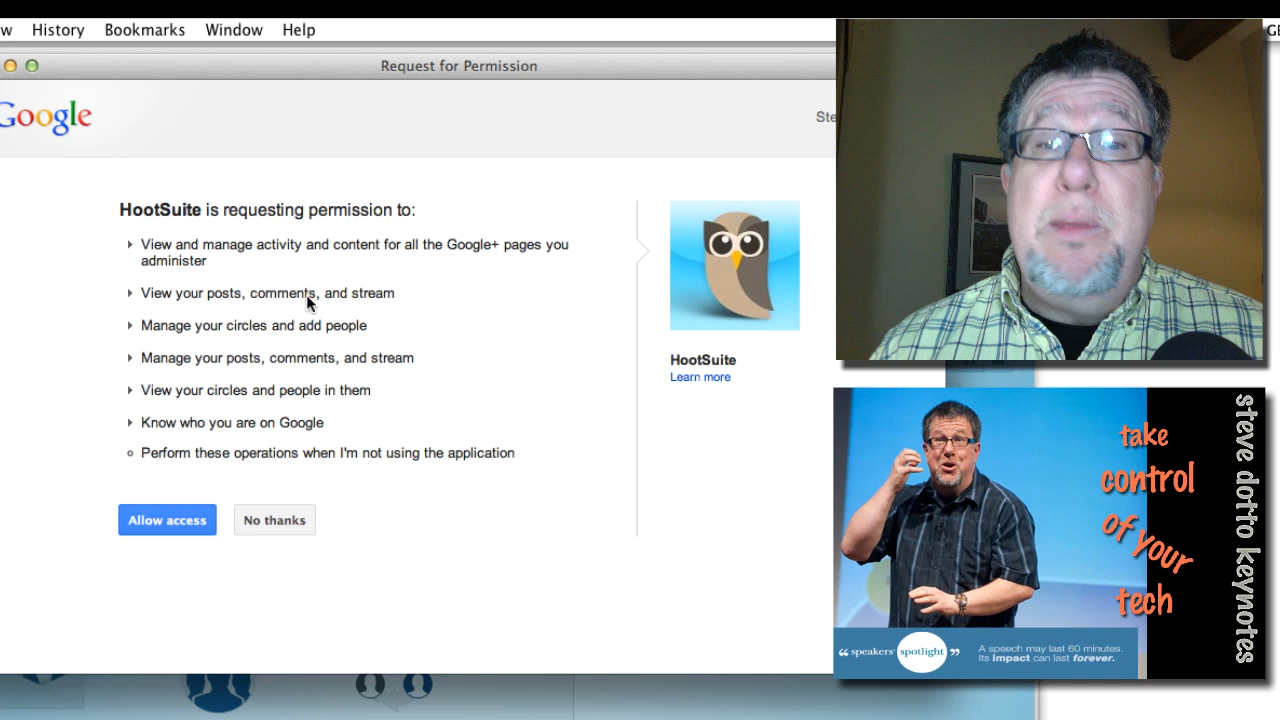 w History Bookmarks Window Help
Request for Permission
Google
Ste
HootSuite is requesting permission to:
View and manage activity and content for all the Google+ pages you
administer
View your posts, comments, and stream
Manage your circles and add people
Manage your posts, comments, and stream
View your circles and people in them
Know who you are on Google
Perform these operations when I'm not using the application
Allow access
No thanks
HootSuite
Learn more
take
control
of your
tech
steve dotto keynotes
“ speakers' spotlight ”
A speech may last 60 minutes.
Its impact can last forever.